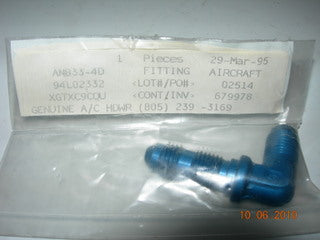 1 Pieces 29-Mar-95
AN833-4D FITTING AIRCRAFT
94L02332 <LOT#/PO#> 02514
XGTXC9COU <CONT/INV> 679978
GENUINE A/C HDWR (805) 239 -3169
10 06 2010